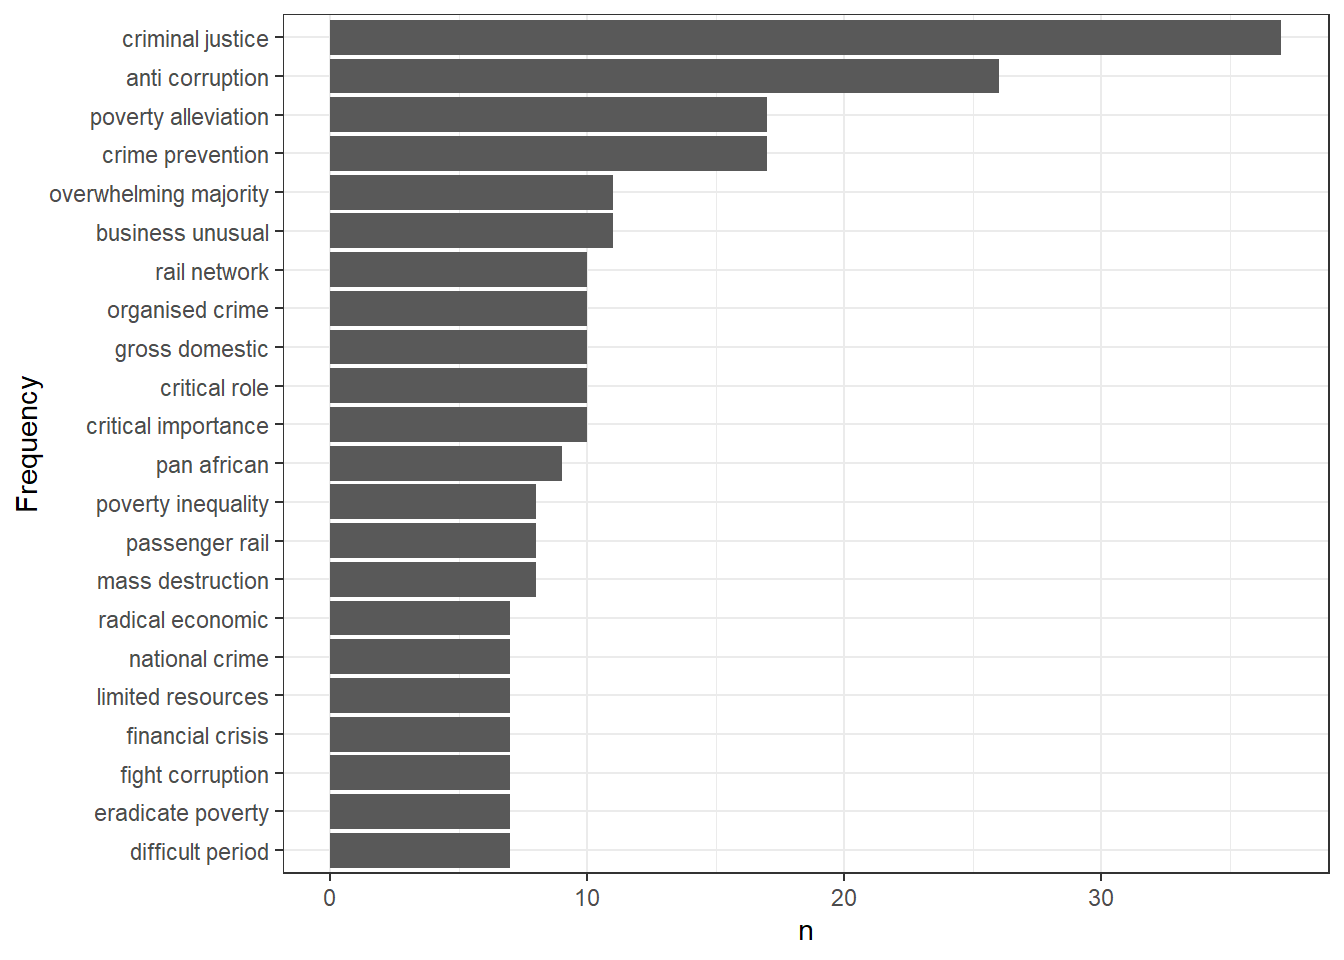 criminal justice
anti corruption
poverty alleviation
crime prevention
overwhelming majority
business unusual
rail network
organised crime
gross domestic
critical role
critical importance
pan african
poverty inequality
passenger rail
mass destruction
radical economic
national crime
limited resources
financial crisis
fight corruption
eradicate poverty
difficult period
Frequency
0 10 20 30
n